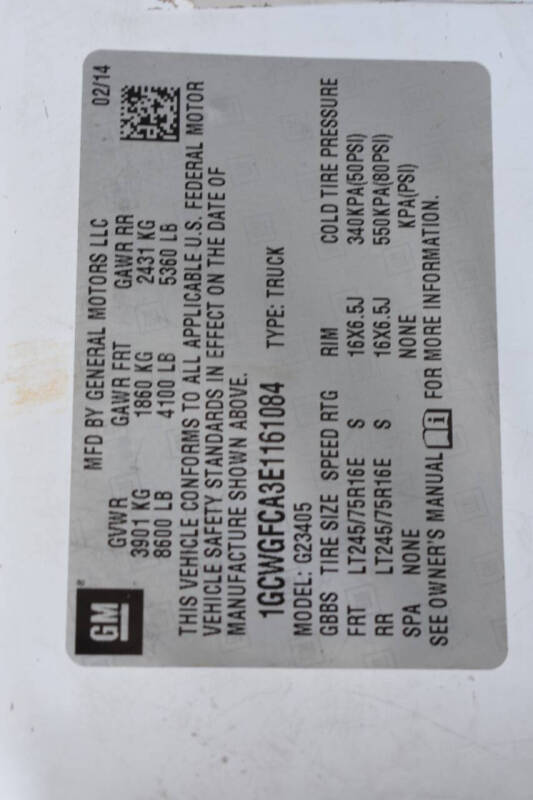 GM
MFD BY GENERAL MOTORS LLC 02/14
GVWR GAWR FRT GAWR RR
3901 KG 1860 KG 2431 KG
8600 LB 4100 LB 5360 LB
THIS VEHICLE CONFORMS TO ALL APPLICABLE U.S. FEDERAL MOTOR
VEHICLE SAFETY STANDARDS IN EFFECT ON THE DATE OF
MANUFACTURE SHOWN ABOVE.
1GCWGFCA3E1161084 TYPE: TRUCK
MODEL: G23405
GBBS TIRE SIZE SPEED RTG RIM COLD TIRE PRESSURE
FRT LT245/75R16E S 16X6.5J 340KPA(50PSI)
RR LT245/75R16E S 16X6.5J 550KPA(80PSI)
SPA NONE NONE KPA(PSI)
SEE OWNER'S MANUAL FOR MORE INFORMATION.